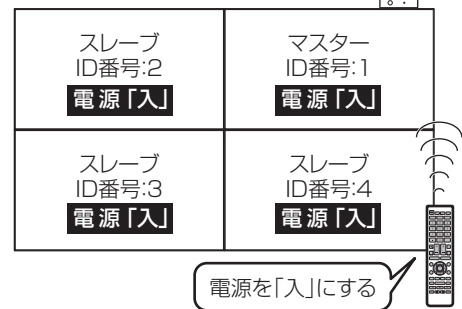 スレーブ
ID番号:2
電源「入」
マスター
ID番号:1
電源「入」
スレーブ
ID番号:3
電源「入」
スレーブ
ID番号:4
電源「入」
電源を「入」にする